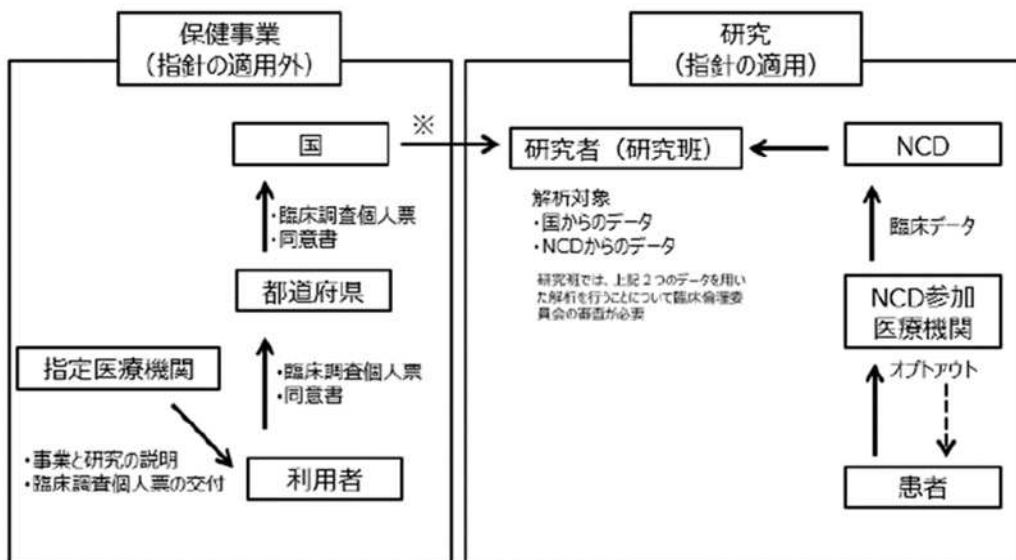 保健事業
（指針の適用外）
国
※
・臨床調査個人票
・同意書
都道府県
指定医療機関
・臨床調査個人票
・同意書
・事業と研究の説明
・臨床調査個人票の交付
利用者
研究
（指針の適用）
研究者（研究班）
NCD
解析対象
・国からのデータ
・NCDからのデータ
研究班では、上記２つのデータを用い
た解析を行うことについて臨床倫理委
員会の審査が必要
臨床データ
NCD参加
医療機関
オプトアウト
患者